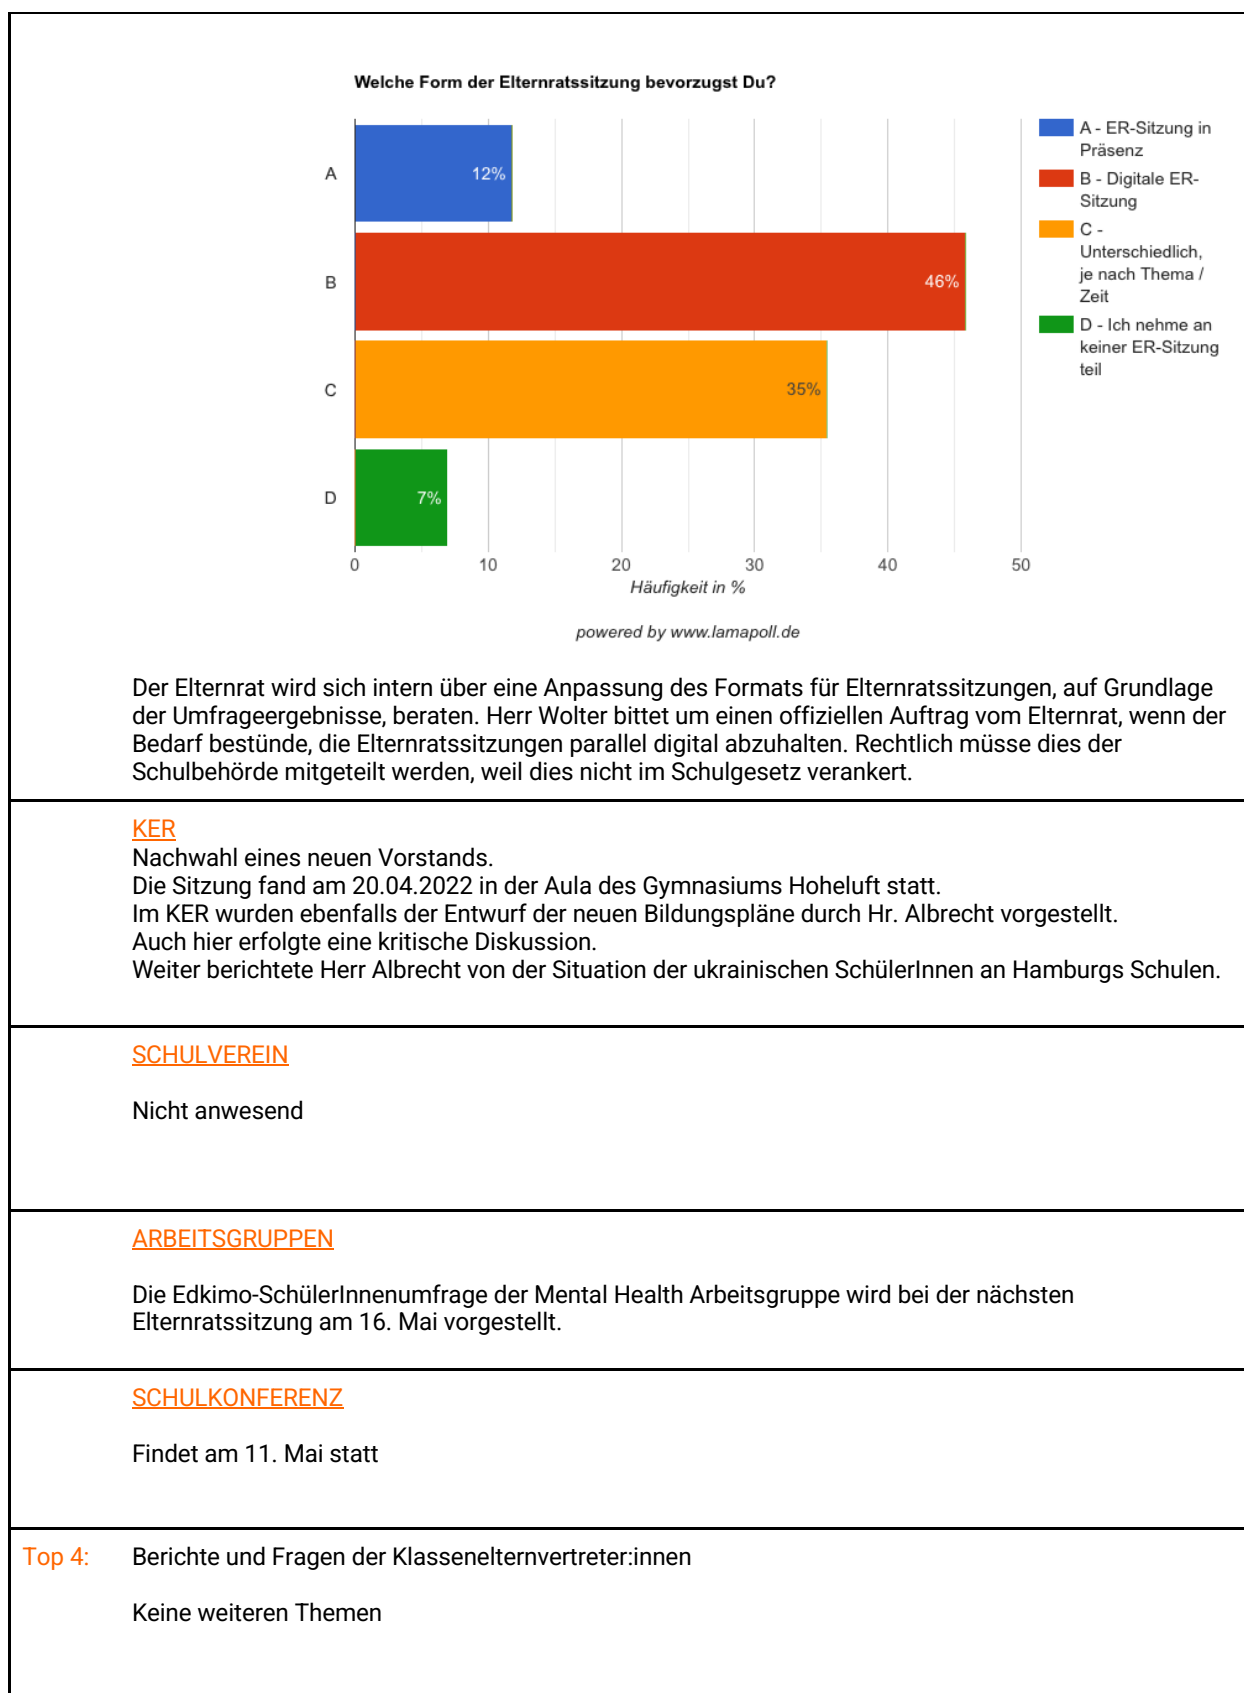 Welche Form der Elternratssitzung bevorzugst Du?
A
12%
B
46%
C
35%
D
7%
0
10
20
30
40
50
Häufigkeit in %
powered by www.lamapoll.de
A - ER-Sitzung in
Präsenz
B - Digitale ER-
Sitzung
C -
Unterschiedlich,
je nach Thema /
Zeit
D - Ich nehme an
keiner ER-Sitzung
teil
Der Elternrat wird sich intern über eine Anpassung des Formats für Elternratssitzungen, auf Grundlage
der Umfrageergebnisse, beraten. Herr Wolter bittet um einen offiziellen Auftrag vom Elternrat, wenn der
Bedarf bestünde, die Elternratssitzungen parallel digital abzuhalten. Rechtlich müsse dies der
Schulbehörde mitgeteilt werden, weil dies nicht im Schulgesetz verankert.
KER
Nachwahl eines neuen Vorstands.
Die Sitzung fand am 20.04.2022 in der Aula des Gymnasiums Hoheluft statt.
Im KER wurden ebenfalls der Entwurf der neuen Bildungspläne durch Hr. Albrecht vorgestellt.
Auch hier erfolgte eine kritische Diskussion.
Weiter berichtete Herr Albrecht von der Situation der ukrainischen SchülerInnen an Hamburgs Schulen.
SCHULVEREIN
Nicht anwesend
ARBEITSGRUPPEN
Die Edkimo-SchülerInnenumfrage der Mental Health Arbeitsgruppe wird bei der nächsten
Elternratssitzung am 16. Mai vorgestellt.
SCHULKONFERENZ
Findet am 11. Mai statt
Top 4: Berichte und Fragen der Klassenelternvertreter:innen
Keine weiteren Themen